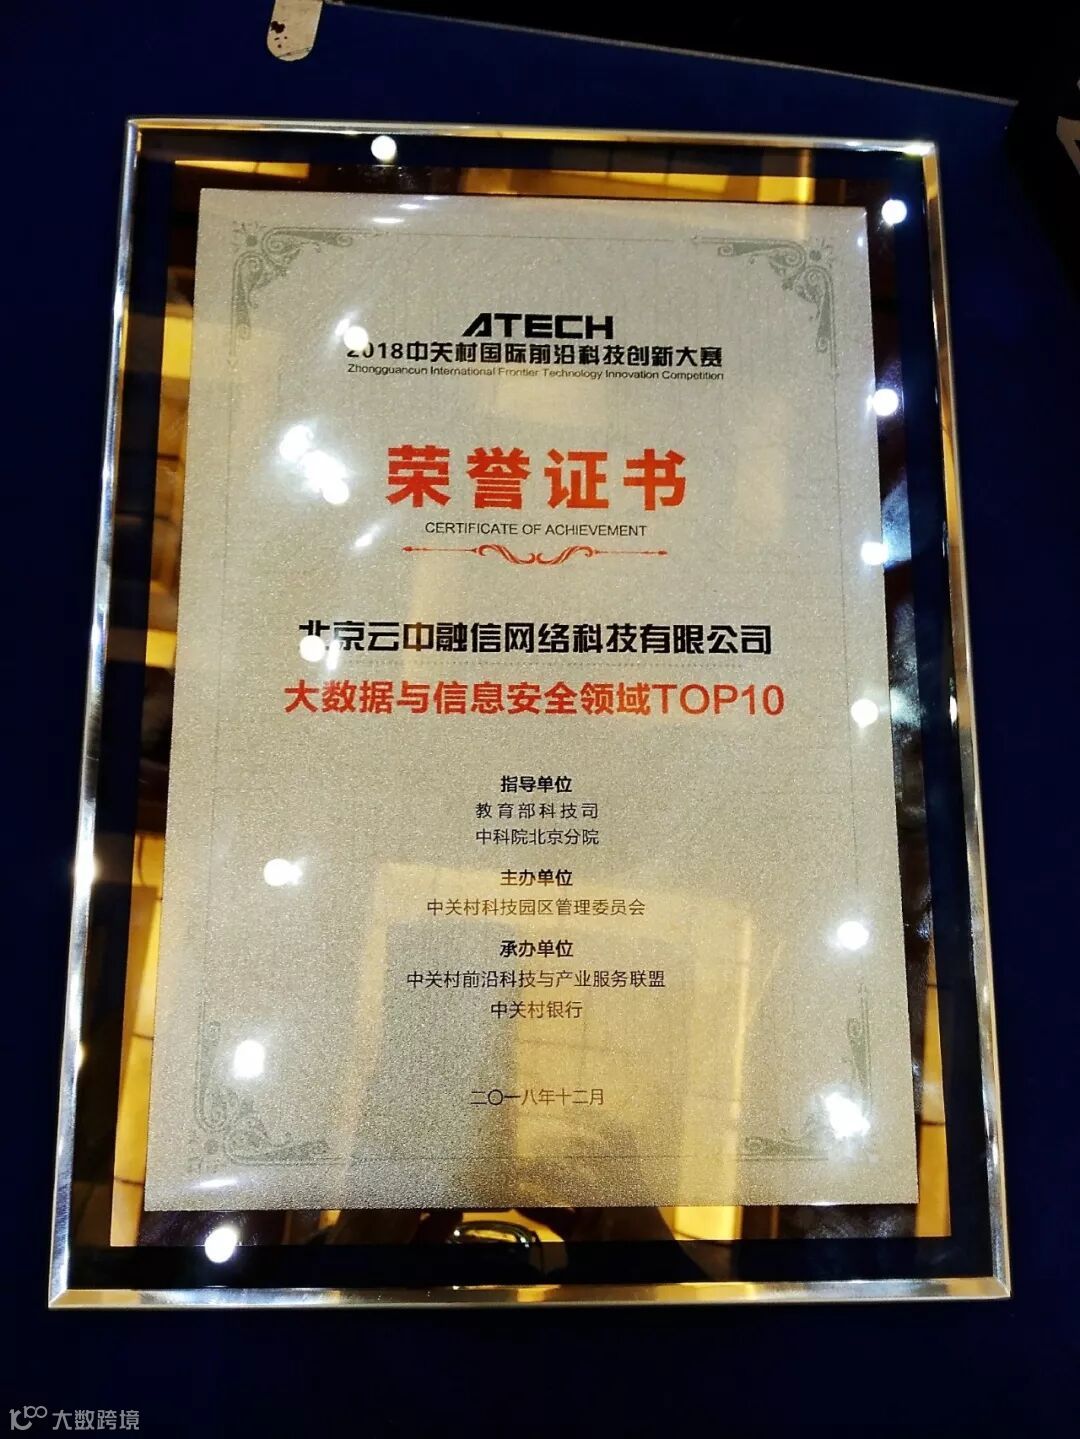 ATECH
2018中关村国际前沿科技创新大赛
Zhongguancun International Frontier Technology Innovation Competition
荣誉证书
CERTIFICATE OF ACHIEVEMENT
北京云中融信网络科技有限公司
大数据与信息安全领域TOP10
指导单位
教育部科技司
中科院北京分院
主办单位
中关村科技园区管理委员会
承办单位
中关村前沿科技与产业服务联盟
中关村银行
二〇一八年十二月
大数跨境